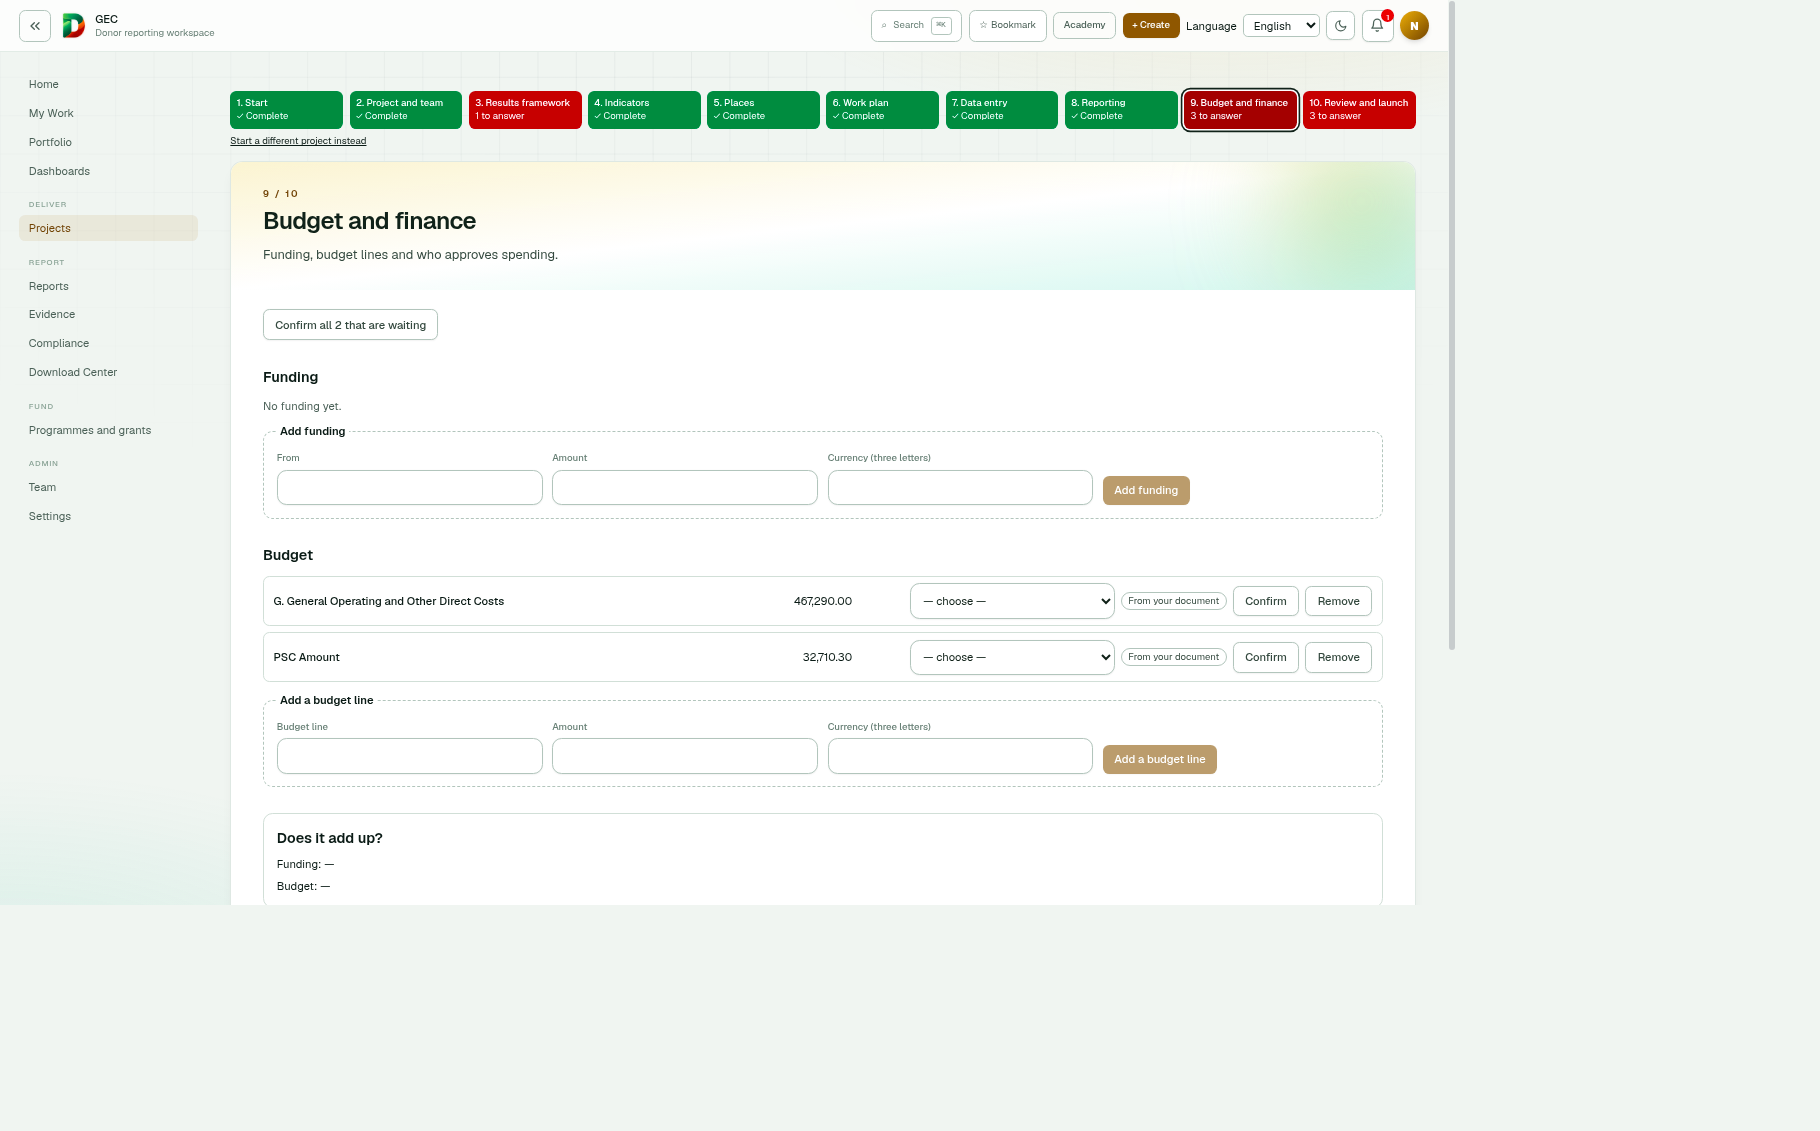 GEC
Donor reporting workspace
Search ⌘K
☆ Bookmark
Academy
+ Create
Language
English
1
N
Home
My Work
Portfolio
Dashboards
DELIVER
Projects
REPORT
Reports
Evidence
Compliance
Download Center
FUND
Programmes and grants
ADMIN
Team
Settings
1. Start
✓ Complete
2. Project and team
✓ Complete
3. Results framework
1 to answer
4. Indicators
✓ Complete
5. Places
✓ Complete
6. Work plan
✓ Complete
7. Data entry
✓ Complete
8. Reporting
✓ Complete
9. Budget and finance
3 to answer
10. Review and launch
3 to answer
Start a different project instead
9 / 10
Budget and finance
Funding, budget lines and who approves spending.
Confirm all 2 that are waiting
Funding
No funding yet.
Add funding
From
Amount
Currency (three letters)
Add funding
Budget
G. General Operating and Other Direct Costs 467,290.00 — choose — From your document Confirm Remove
PSC Amount 32,710.30 — choose — From your document Confirm Remove
Add a budget line
Budget line
Amount
Currency (three letters)
Add a budget line
Does it add up?
Funding: —
Budget: —